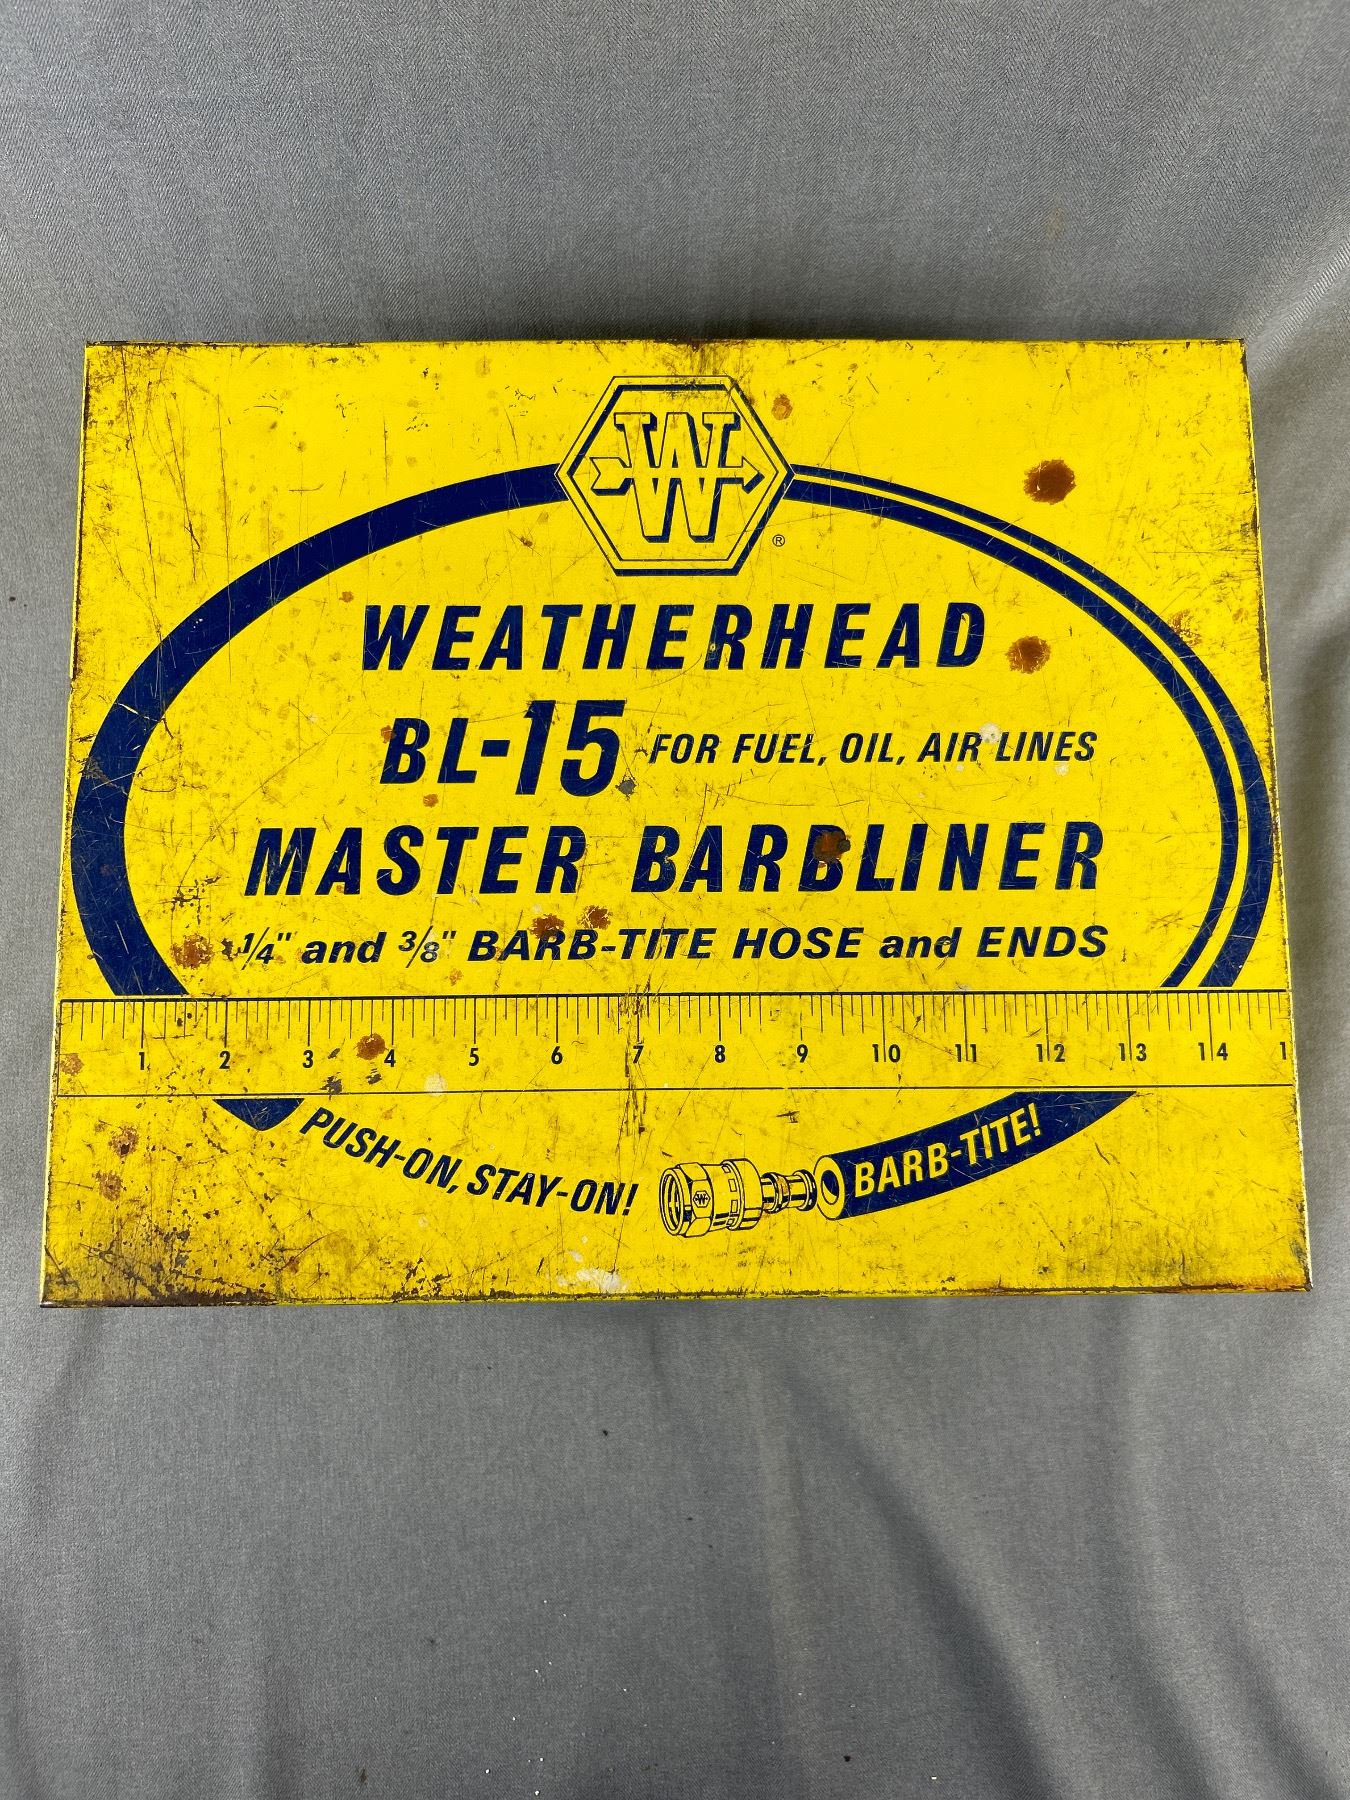 W
®
WEATHERHEAD
BL-15 FOR FUEL, OIL, AIR LINES
MASTER BARBLINER
1/4" and 3/8" BARB-TITE HOSE and ENDS
1 2 3 4 5 6 7 8 9 10 11 12 13 14 1
PUSH-ON, STAY-ON!
W
BARB-TITE!